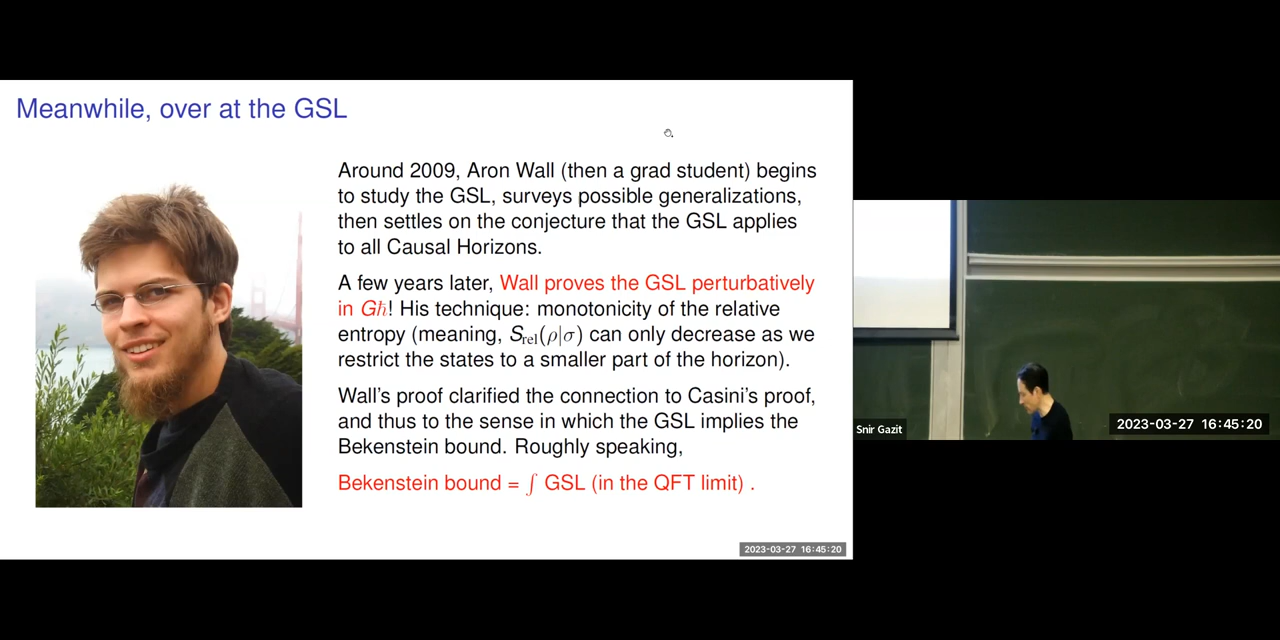 Meanwhile, over at the GSL
Around 2009, Aron Wall (then a grad student) begins
to study the GSL, surveys possible generalizations,
then settles on the conjecture that the GSL applies
to all Causal Horizons.
A few years later, Wall proves the GSL perturbatively
in Għ! His technique: monotonicity of the relative
entropy (meaning, S_rel(ρ|σ) can only decrease as we
restrict the states to a smaller part of the horizon).
Wall's proof clarified the connection to Casini's proof,
and thus to the sense in which the GSL implies the
Bekenstein bound. Roughly speaking,
Bekenstein bound = ∫ GSL (in the QFT limit) .
2023-03-27 16:45:20
Snir Gazit
2023-03-27 16:45:20